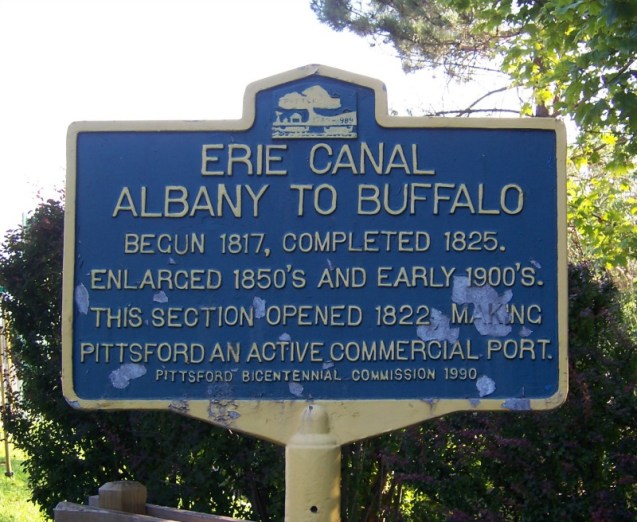 ERIE CANAL
ALBANY TO BUFFALO
BEGUN 1817, COMPLETED 1825.
ENLARGED 1850'S AND EARLY 1900'S.
THIS SECTION OPENED 1822, MAKING
PITTSFORD AN ACTIVE COMMERCIAL PORT.
PITTSFORD BICENTENNIAL COMMISSION 1990